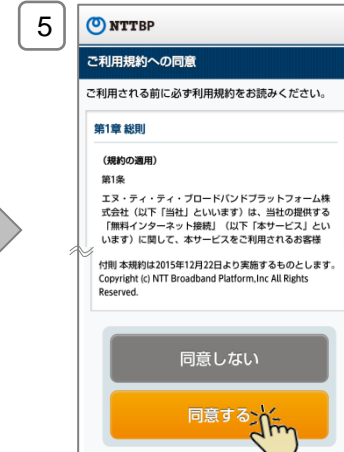 5
NTTBP
ご利用規約への同意
ご利用される前に必ず利用規約をお読みください。
第1章 総則
（規約の適用）
第1条
エヌ・ティ・ティ・ブロードバンドプラットフォーム株
式会社（以下「当社」といいます）は、当社の提供する
「無料インターネット接続」（以下「本サービス」とい
います）に関して、本サービスをご利用されるお客様
付則 本規約は2015年12月22日より実施するものとします。
Copyright (c) NTT Broadband Platform,Inc All Rights
Reserved.
同意しない
同意する